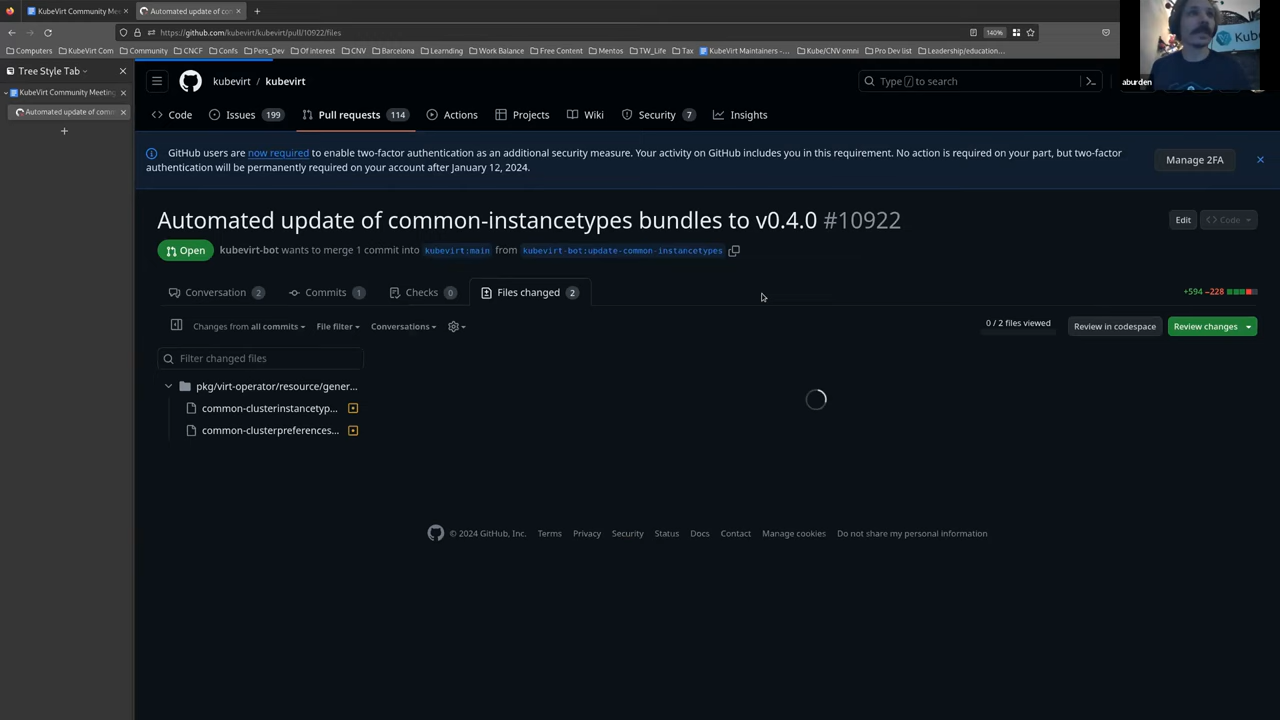 KubeVirt Community Mee
Automated update of con
https://github.com/kubevirt/kubevirt/pull/10922/files
140%
Computers
KubeVirt Com
Community
CNCF
Confs
Pers_Dev
Of interest
CNV
Barcelona
Learnding
Work Balance
Free Content
Mentos
TW_Life
Tax
KubeVirt Maintainers -...
Kube/CNV omni
Pro Dev list
Leadership/education...
Tree Style Tab
KubeVirt Community Meeting
Automated update of com
kubevirt / kubevirt
Type / to search
aburden
Code
Issues 199
Pull requests 114
Actions
Projects
Wiki
Security 7
Insights
GitHub users are now required to enable two-factor authentication as an additional security measure. Your activity on GitHub includes you in this requirement. No action is required on your part, but two-factor
authentication will be permanently required on your account after January 12, 2024.
Manage 2FA
Automated update of common-instancetypes bundles to v0.4.0 #10922
Edit
Code
Open
kubevirt-bot wants to merge 1 commit into kubevirt:main from kubevirt-bot:update-common-instancetypes
Conversation 2
Commits 1
Checks 0
Files changed 2
+594 −228
Changes from all commits
File filter
Conversations
0 / 2 files viewed
Review in codespace
Review changes
Filter changed files
pkg/virt-operator/resource/gener...
common-clusterinstancetyp...
common-clusterpreferences...
© 2024 GitHub, Inc.
Terms
Privacy
Security
Status
Docs
Contact
Manage cookies
Do not share my personal information